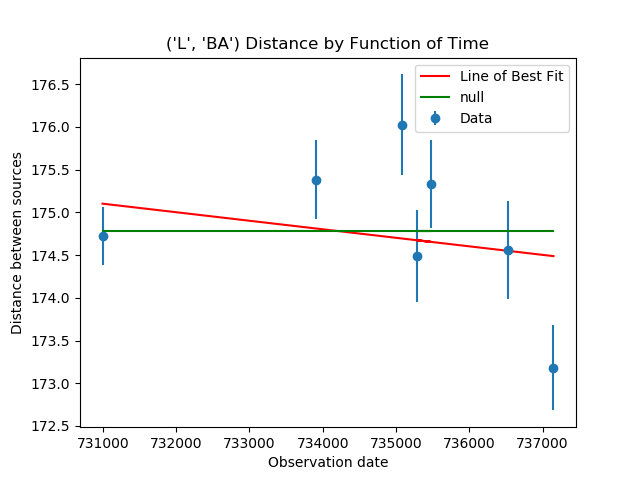 ('L', 'BA') Distance by Function of Time
Line of Best Fit
null
Data
Distance between sources
176.5
176.0
175.5
175.0
174.5
174.0
173.5
173.0
172.5
731000 732000 733000 734000 735000 736000 737000
Observation date